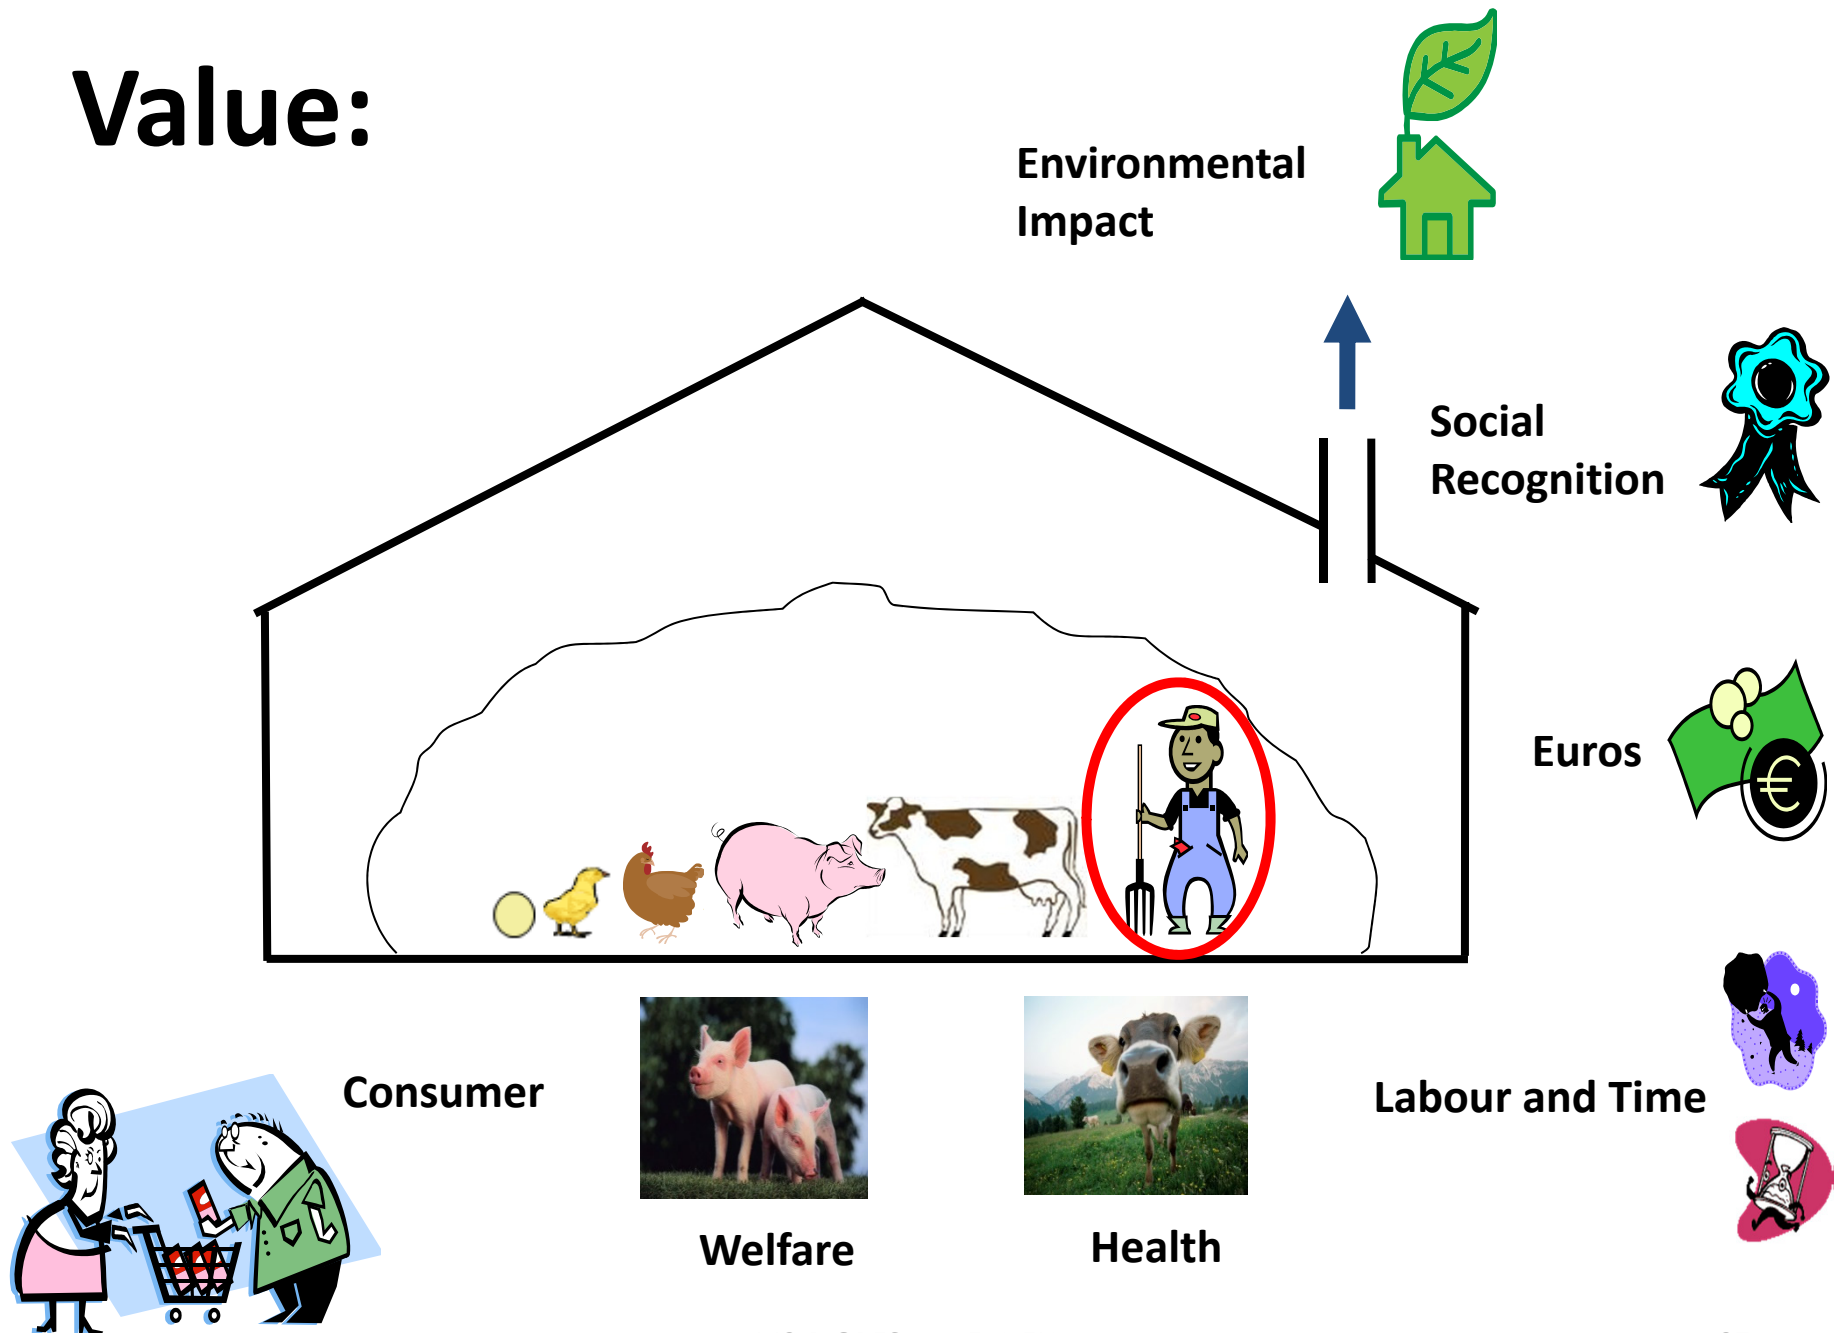 Value:
Environmental
Impact
Social
Recognition
Euros
€
Consumer
Labour and Time
Welfare
Health